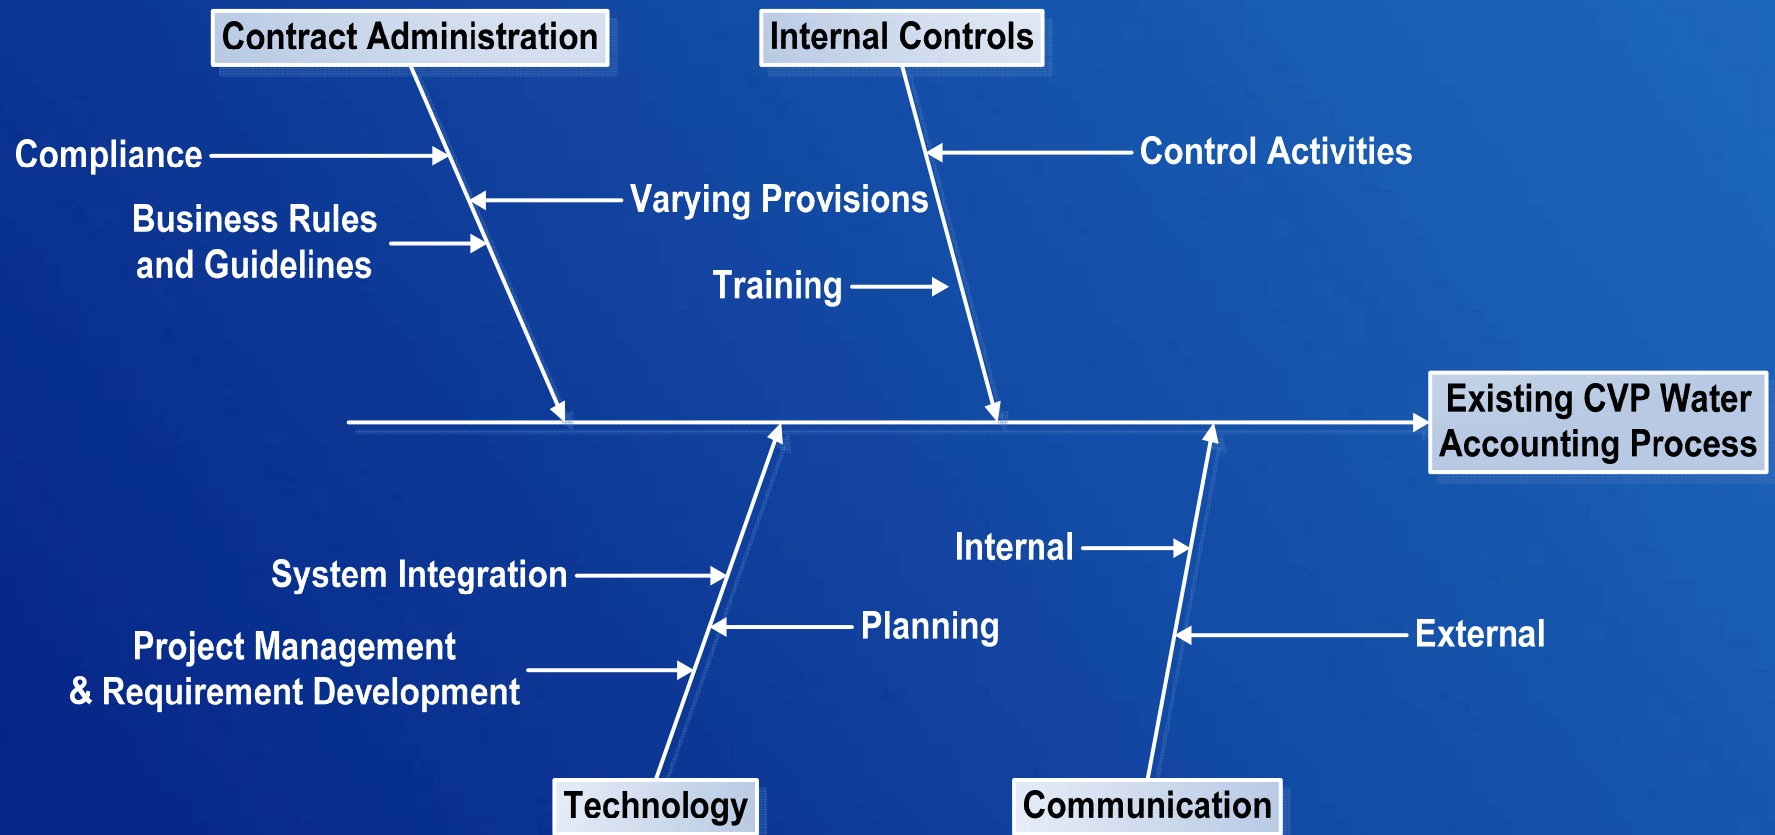 Contract Administration
Internal Controls
Compliance
Control Activities
Varying Provisions
Business Rules
and Guidelines
Training
Existing CVP Water
Accounting Process
Internal
System Integration
Planning
External
Project Management
& Requirement Development
Technology
Communication